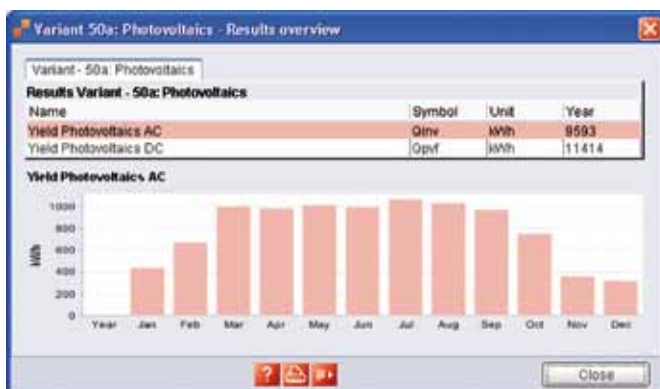 Variant 50a: Photovoltaics - Results overview
Variant - 50a: Photovoltaics
Results Variant - 50a: Photovoltaics
Name Symbol Unit Year
Yield Photovoltaics AC Qinv kWh 9593
Yield Photovoltaics DC Qpvf kWh 11414
Yield Photovoltaics AC
kWh
1000
800
600
400
200
0
Year Jan Feb Mar Apr May Jun Jul Aug Sep Oct Nov Dec
? Close